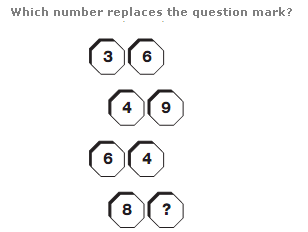 Which number replaces the question mark?
3 6
4 9
6 4
8 ?